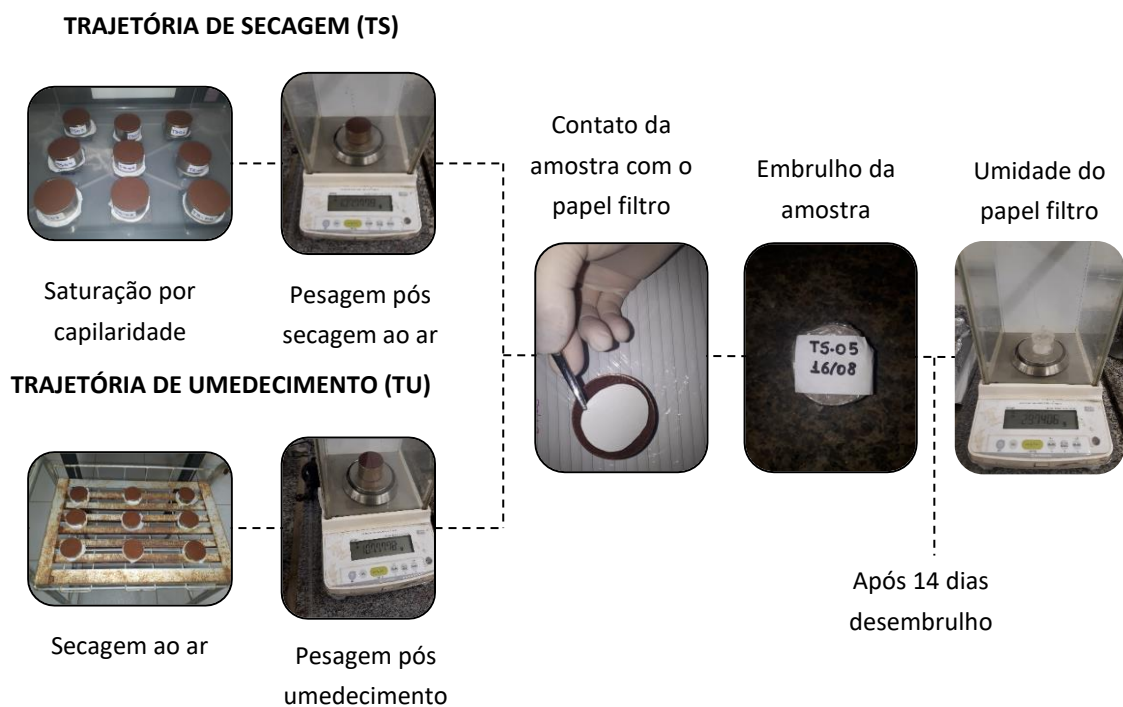 TRAJETÓRIA DE SECAGEM (TS)
Saturação por
capilaridade
Pesagem pós
secagem ao ar
TRAJETÓRIA DE UMEDECIMENTO (TU)
Secagem ao ar
Pesagem pós
umedecimento
Contato da
amostra com o
papel filtro
Embrulho da
amostra
TS-05
16/08
Após 14 dias
desembrulho
Umidade do
papel filtro